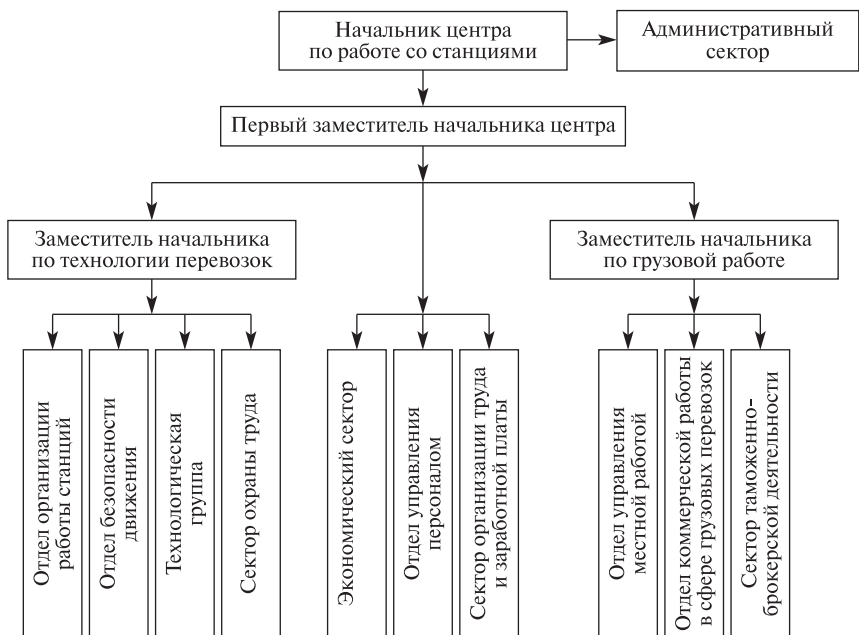 Начальник центра
по работе со станциями
Административный
сектор
Первый заместитель начальника центра
Заместитель начальника
по технологии перевозок
Заместитель начальника
по грузовой работе
Отдел организации
работы станций
Отдел безопасности
движения
Технологическая
группа
Сектор охраны труда
Экономический сектор
Отдел управления
персоналом
Сектор организации труда
и заработной платы
Отдел управления
местной работой
Отдел коммерческой работы
в сфере грузовых перевозок
Сектор таможенно-
брокерской деятельности